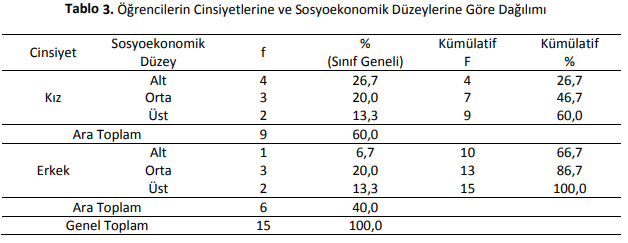 Tablo 3. Öğrencilerin Cinsiyetlerine ve Sosyoekonomik Düzeylerine Göre Dağılımı
Cinsiyet Sosyoekonomik Düzey f % (Sınıf Geneli) Kümülatif F Kümülatif %
Kız Alt 4 26,7 4 26,7
Orta 3 20,0 7 46,7
Üst 2 13,3 9 60,0
Ara Toplam 9 60,0
Erkek Alt 1 6,7 10 66,7
Orta 3 20,0 13 86,7
Üst 2 13,3 15 100,0
Ara Toplam 6 40,0
Genel Toplam 15 100,0